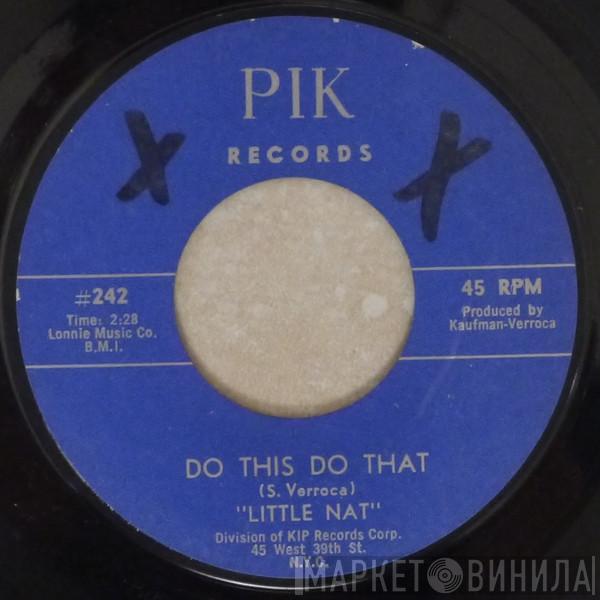 PIK
RECORDS
X X
#242
Time: 2:28
Lonnie Music Co.
B.M.I.
45 RPM
Produced by
Kaufman-Verroca
DO THIS DO THAT
(S. Verroca)
"LITTLE NAT"
Division of KIP Records Corp.
45 West 39th St.
N.Y.C.
МАРКЕТ ВИНИЛА